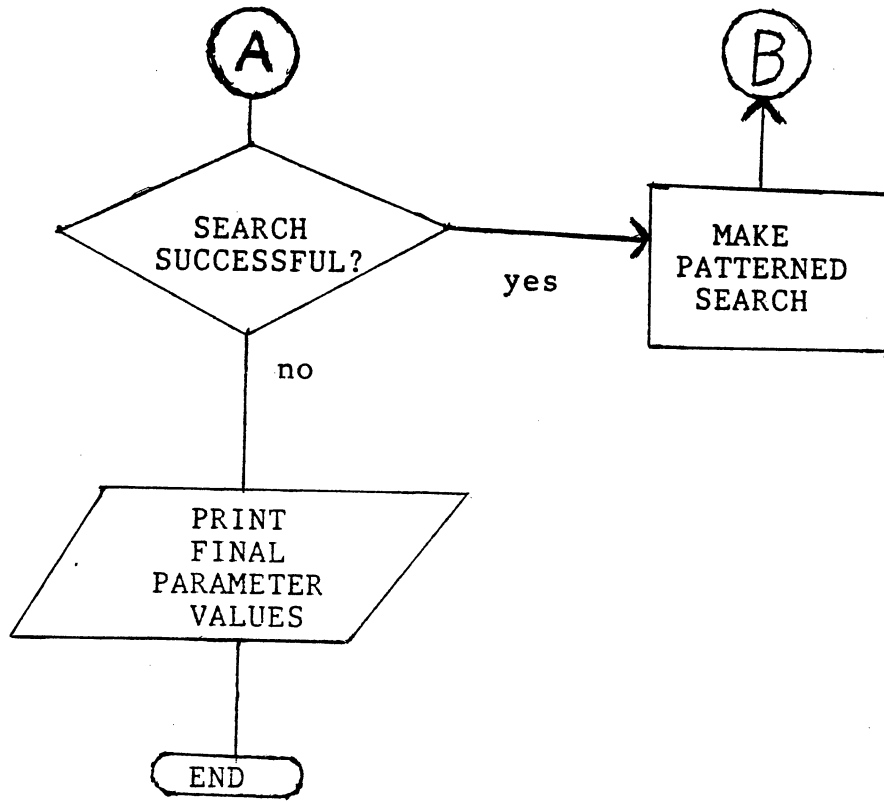 A
B
SEARCH
SUCCESSFUL?
yes
MAKE
PATTERNED
SEARCH
no
PRINT
FINAL
PARAMETER
VALUES
END